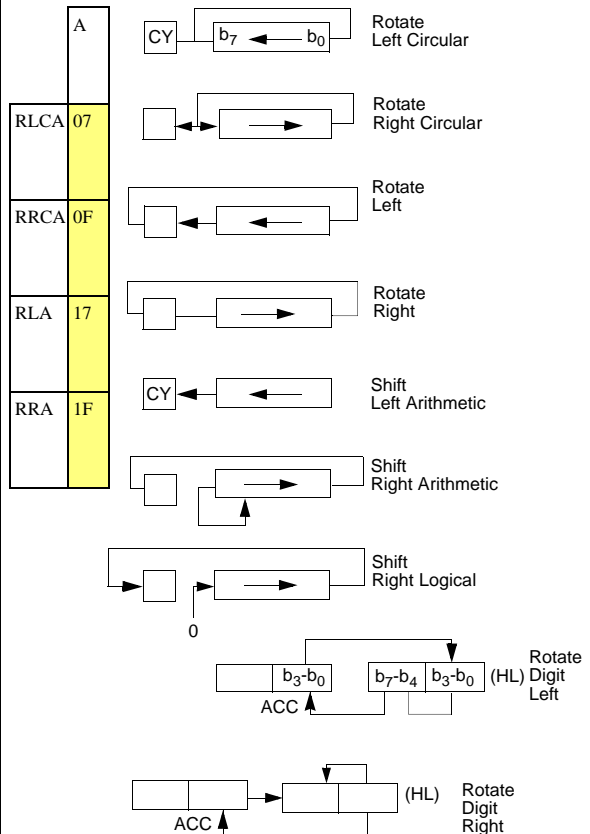 A
RLCA 07
RRCA 0F
RLA 17
RRA 1F
CY b7 b0
Rotate
Left Circular
Rotate
Right Circular
Rotate
Left
Rotate
Right
CY
Shift
Left Arithmetic
Shift
Right Arithmetic
Shift
Right Logical
0
b3-b0 b7-b4 b3-b0 (HL)
ACC
Rotate
Digit
Left
(HL)
ACC
Rotate
Digit
Right